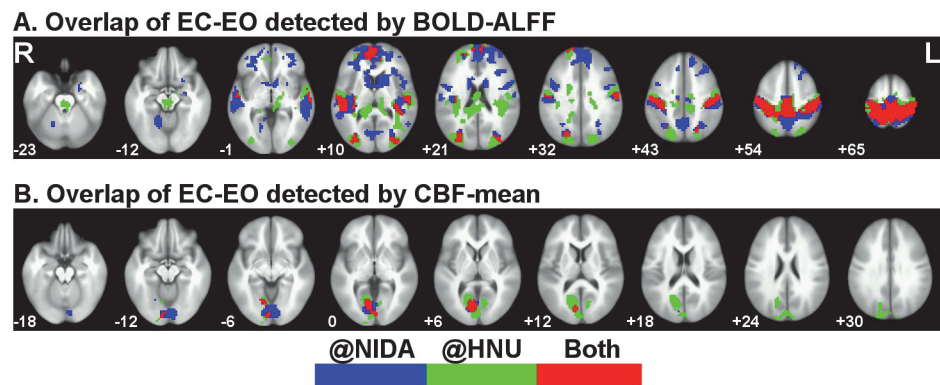 A. Overlap of EC-EO detected by BOLD-ALFF
R L
-23 -12 -1 +10 +21 +32 +43 +54 +65
B. Overlap of EC-EO detected by CBF-mean
-18 -12 -6 0 +6 +12 +18 +24 +30
@NIDA @HNU Both